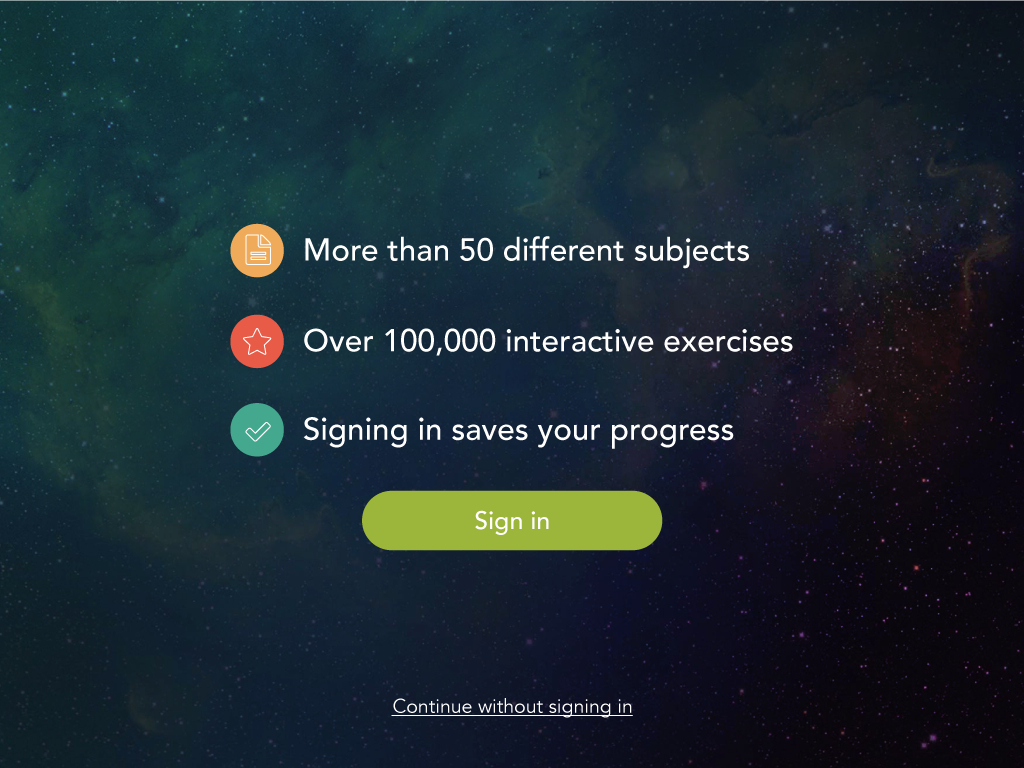 More than 50 different subjects
Over 100,000 interactive exercises
Signing in saves your progress
Sign in
Continue without signing in